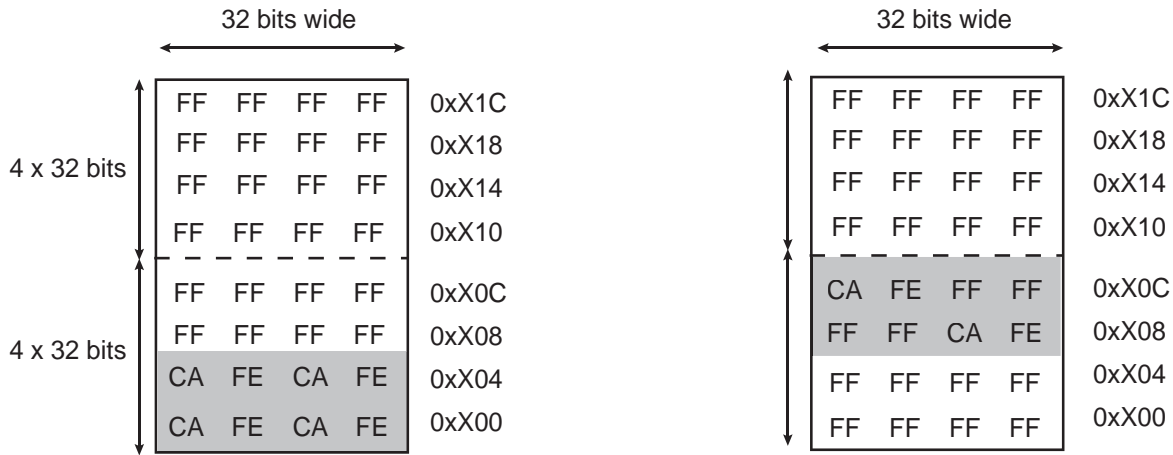 32 bits wide
FF FF FF FF 0xX1C
FF FF FF FF 0xX18
4 x 32 bits
FF FF FF FF 0xX14
FF FF FF FF 0xX10
FF FF FF FF 0xX0C
FF FF FF FF 0xX08
4 x 32 bits
CA FE CA FE 0xX04
CA FE CA FE 0xX00
32 bits wide
FF FF FF FF 0xX1C
FF FF FF FF 0xX18
FF FF FF FF 0xX14
FF FF FF FF 0xX10
CA FE FF FF 0xX0C
FF FF CA FE 0xX08
FF FF FF FF 0xX04
FF FF FF FF 0xX00